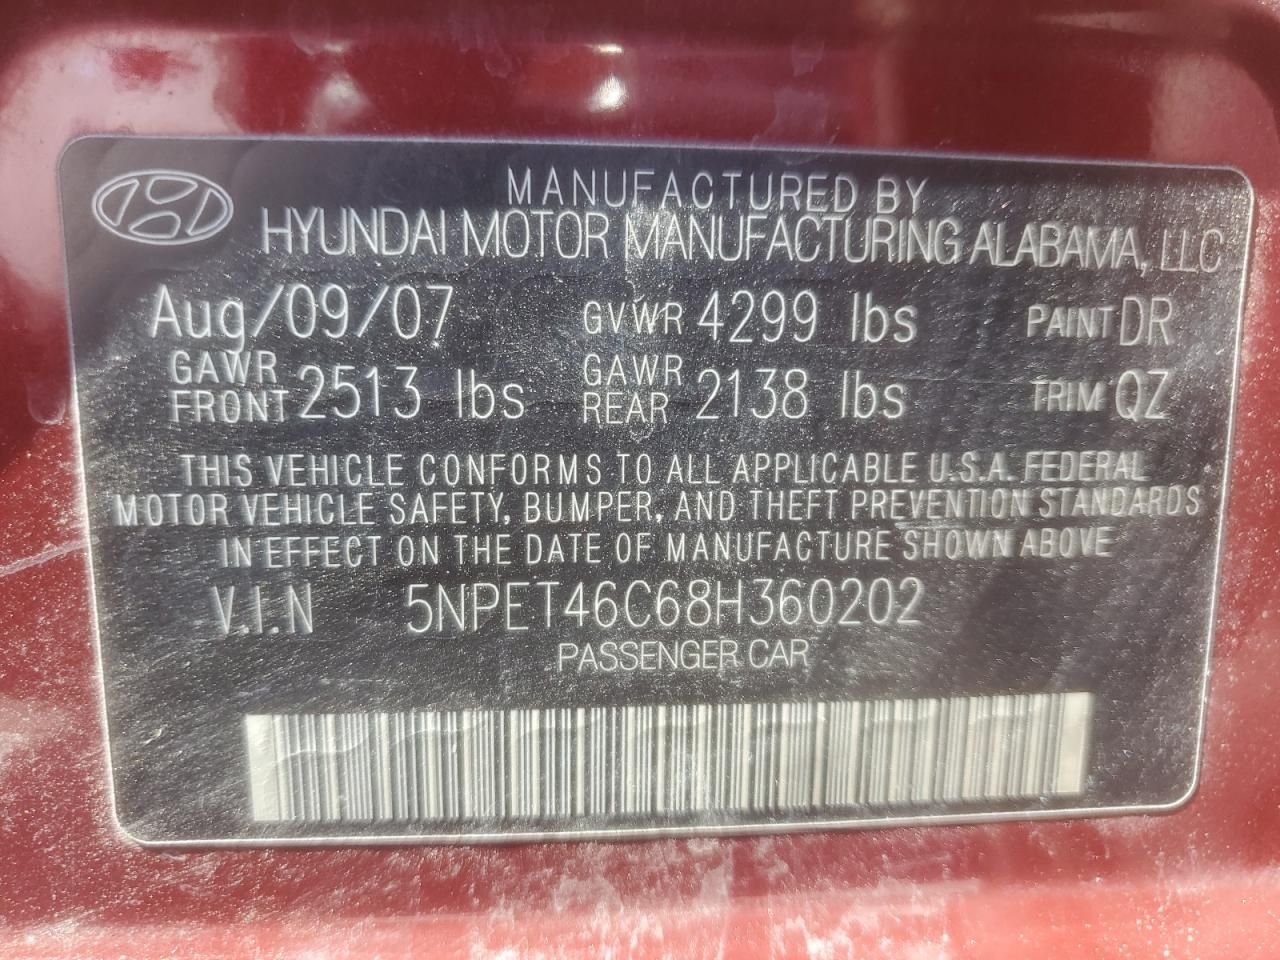 MANUFACTURED BY
HYUNDAI MOTOR MANUFACTURING ALABAMA, LLC
Aug/09/07 GVWR 4299 lbs PAINT DR
GAWR FRONT 2513 lbs GAWR REAR 2138 lbs TRIM QZ
THIS VEHICLE CONFORMS TO ALL APPLICABLE U.S.A. FEDERAL
MOTOR VEHICLE SAFETY, BUMPER, AND THEFT PREVENTION STANDARDS
IN EFFECT ON THE DATE OF MANUFACTURE SHOWN ABOVE
V.I.N 5NPET46C68H360202
PASSENGER CAR